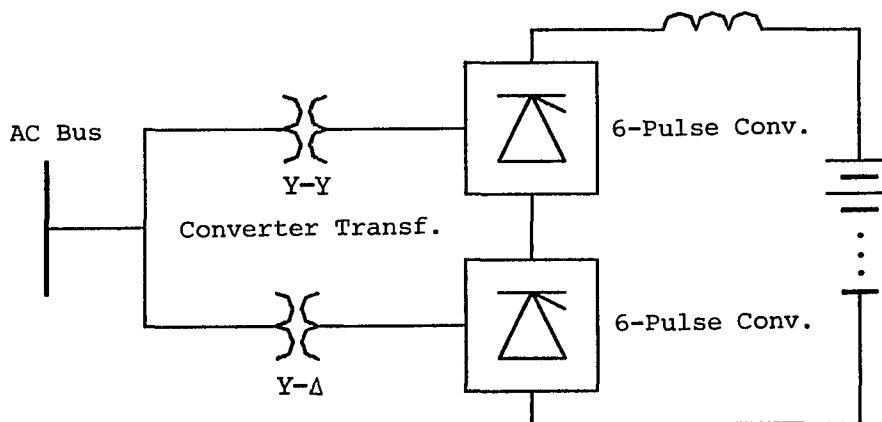 6-Pulse Conv.
AC Bus
Y-Y
Converter Transf.
6-Pulse Conv.
Y-Δ